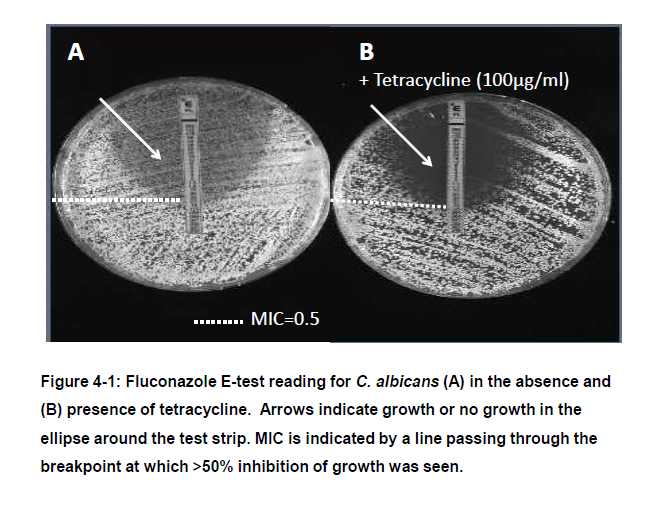 A
B
+ Tetracycline (100µg/ml)
MIC=0.5
Figure 4-1: Fluconazole E-test reading for C. albicans (A) in the absence and
(B) presence of tetracycline. Arrows indicate growth or no growth in the
ellipse around the test strip. MIC is indicated by a line passing through the
breakpoint at which >50% inhibition of growth was seen.